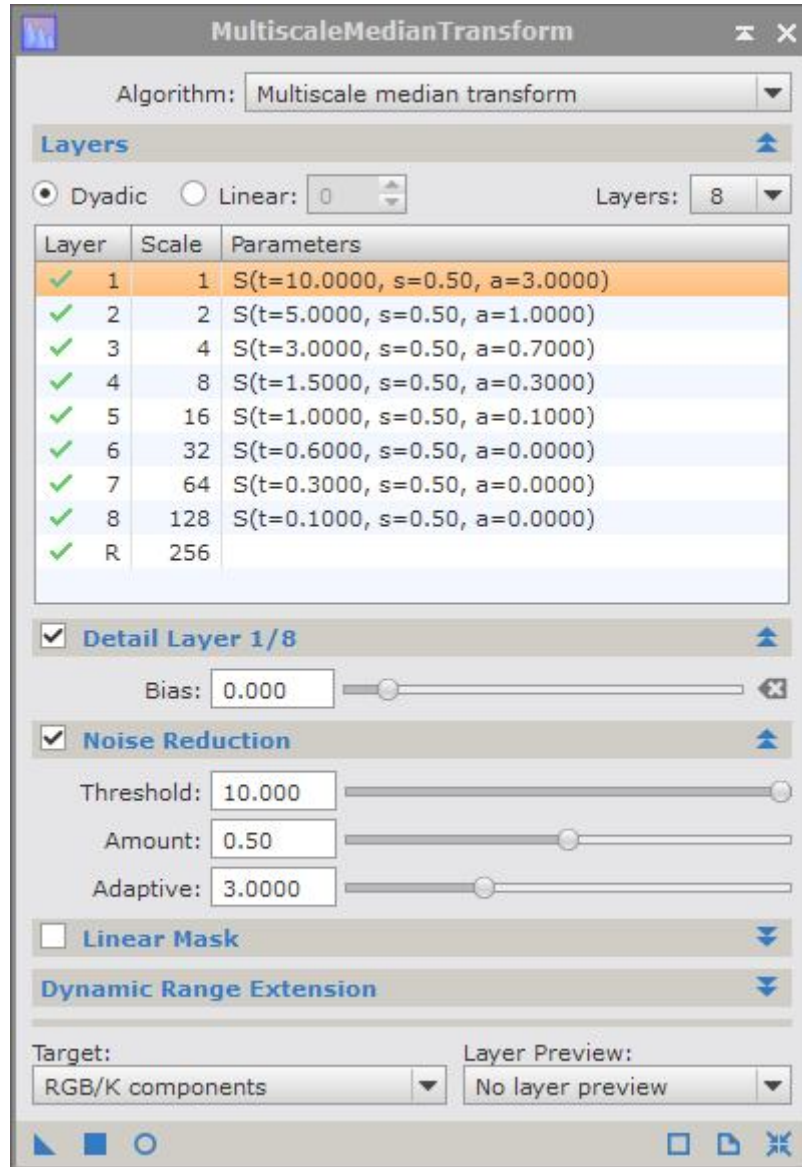 MultiscaleMedianTransform
Algorithm: Multiscale median transform
Layers
Dyadic Linear: 0 Layers: 8
Layer Scale Parameters
1 1 S(t=10.0000, s=0.50, a=3.0000)
2 2 S(t=5.0000, s=0.50, a=1.0000)
3 4 S(t=3.0000, s=0.50, a=0.7000)
4 8 S(t=1.5000, s=0.50, a=0.3000)
5 16 S(t=1.0000, s=0.50, a=0.1000)
6 32 S(t=0.6000, s=0.50, a=0.0000)
7 64 S(t=0.3000, s=0.50, a=0.0000)
8 128 S(t=0.1000, s=0.50, a=0.0000)
R 256
Detail Layer 1/8
Bias: 0.000
Noise Reduction
Threshold: 10.000
Amount: 0.50
Adaptive: 3.0000
Linear Mask
Dynamic Range Extension
Target: Layer Preview:
RGB/K components No layer preview